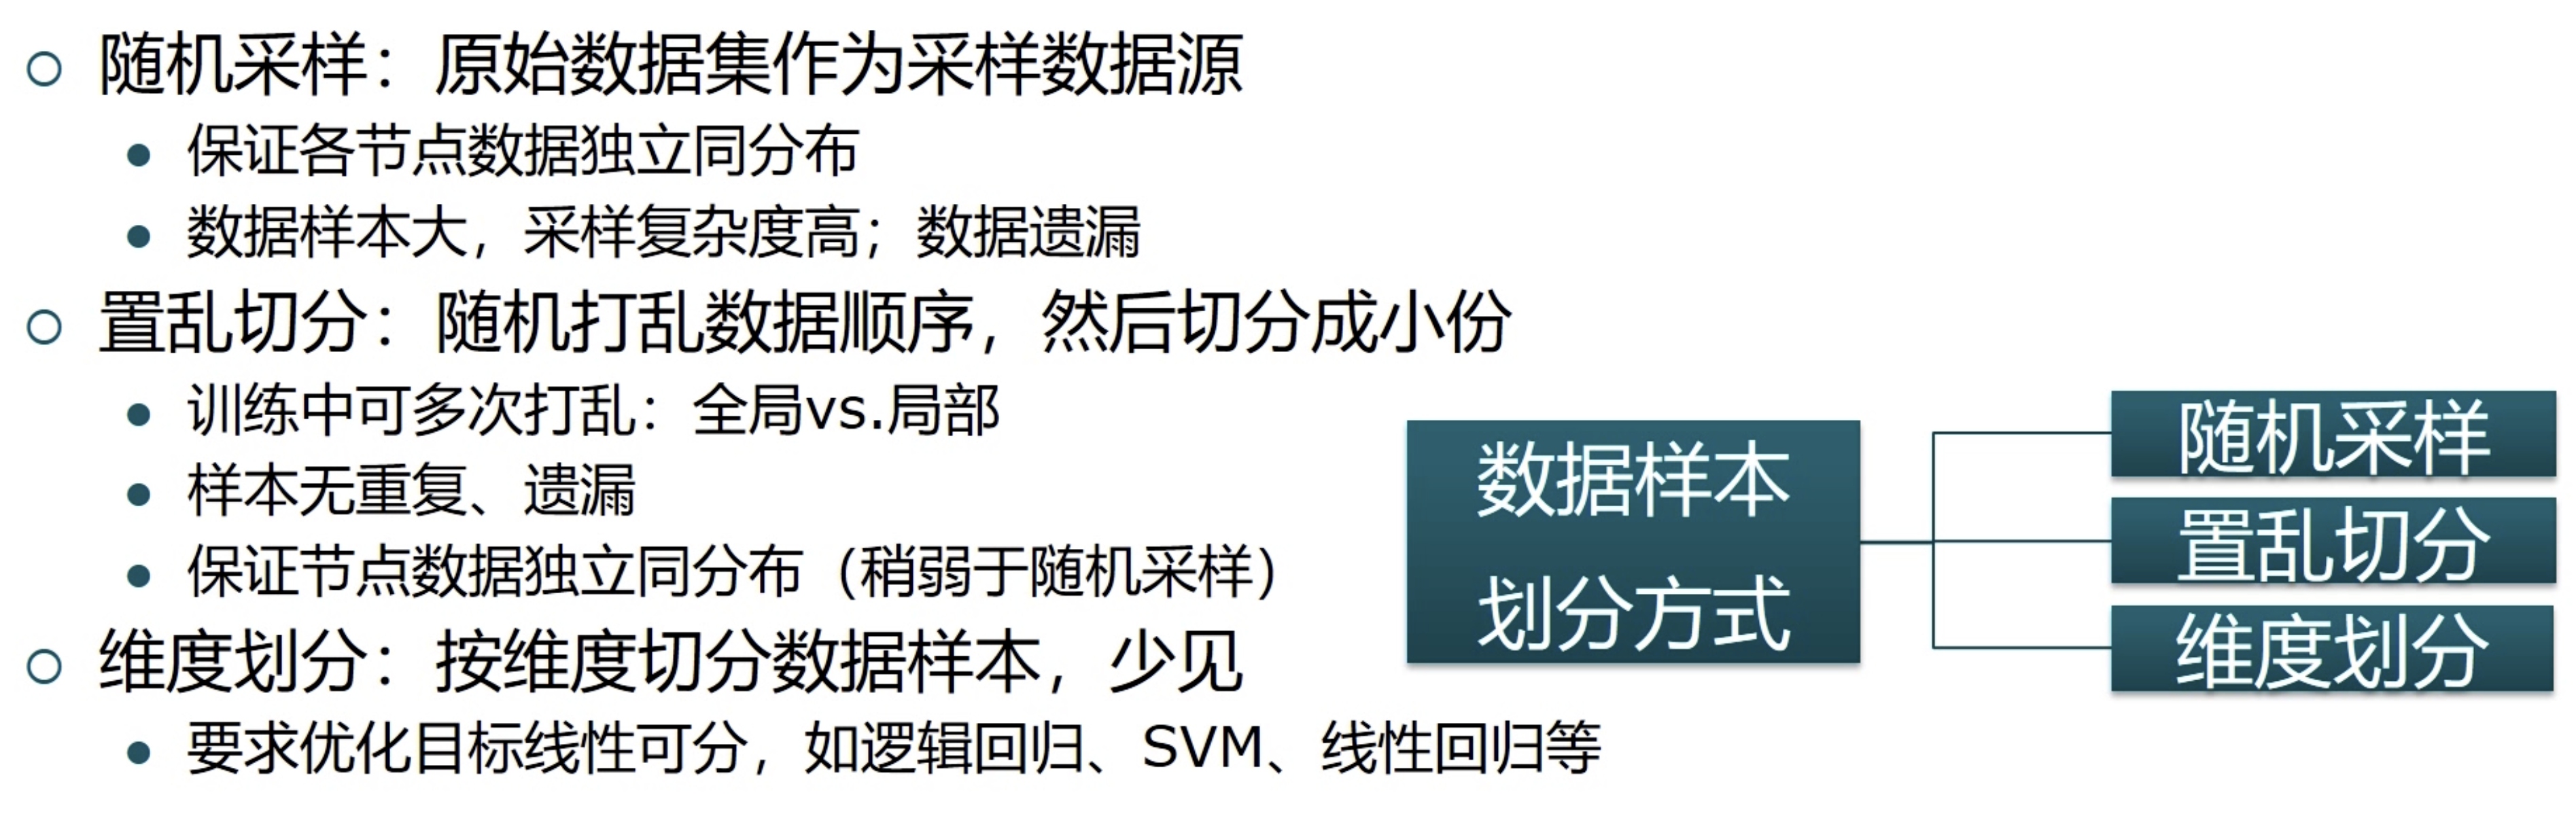 随机采样：原始数据集作为采样数据源
保证各节点数据独立同分布
数据样本大，采样复杂度高；数据遗漏
置乱切分：随机打乱数据顺序，然后切分成小份
训练中可多次打乱：全局vs.局部
样本无重复、遗漏
保证节点数据独立同分布（稍弱于随机采样）
维度划分：按维度切分数据样本，少见
要求优化目标线性可分，如逻辑回归、SVM、线性回归等
数据样本
划分方式
随机采样
置乱切分
维度划分